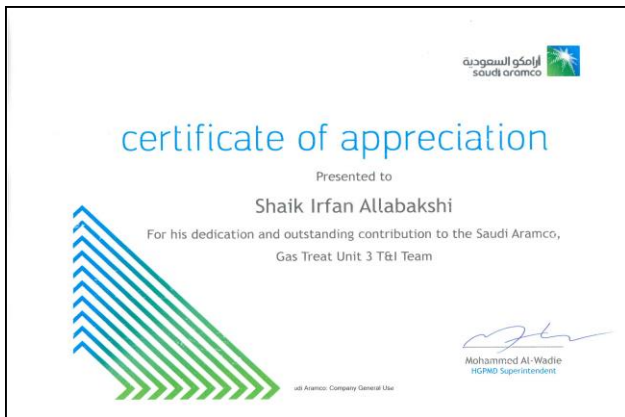 أرامكو السعودية
saudi aramco
certificate of appreciation
Presented to
Shaik Irfan Allabakshi
For his dedication and outstanding contribution to the Saudi Aramco,
Gas Treat Unit 3 T&I Team
Mohammed Al-Wadie
HGPMD Superintendent
udi Aramco: Company General Use